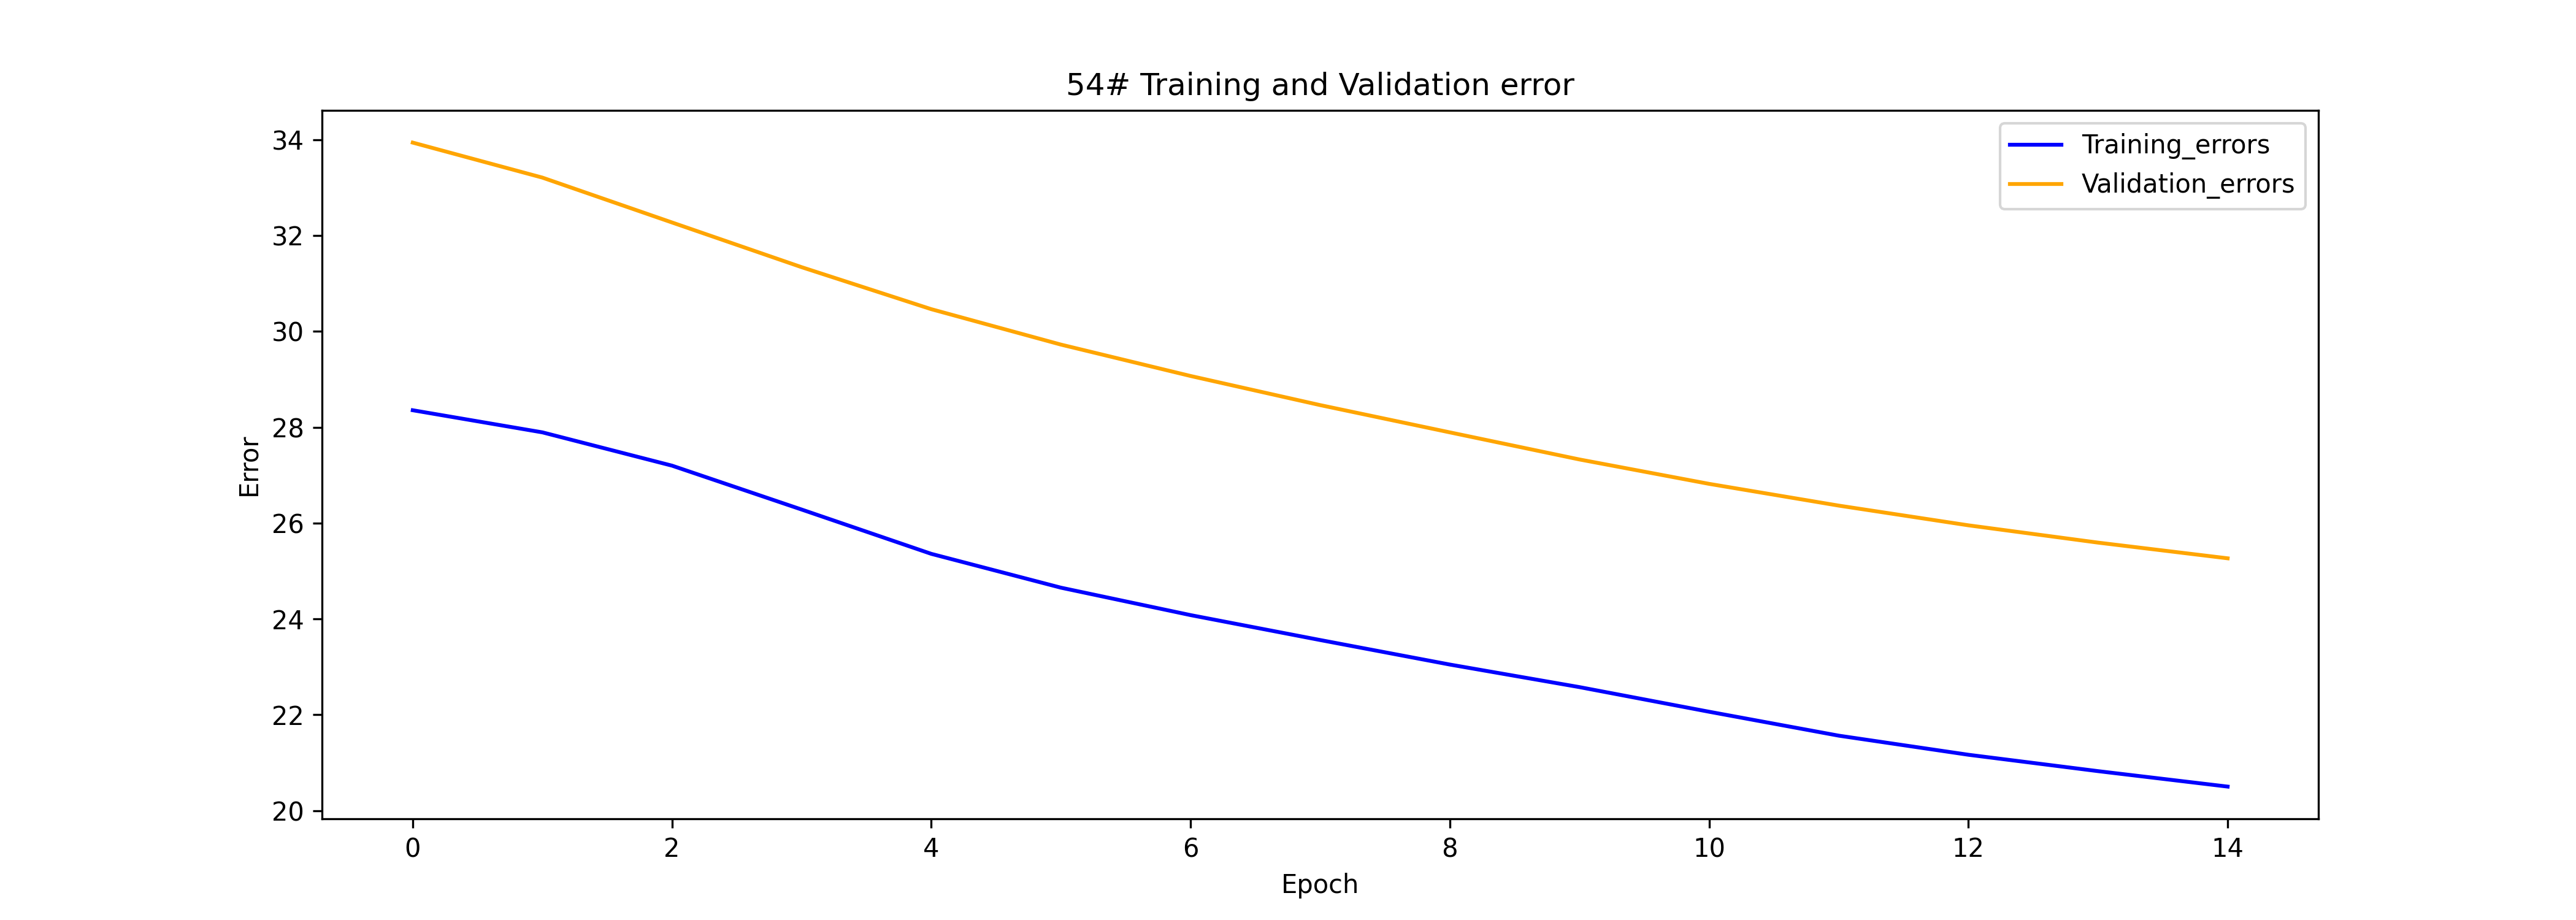 54# Training and Validation error
Training_errors
Validation_errors
34
32
30
28
26
24
22
20
Error
0 2 4 6 8 10 12 14
Epoch